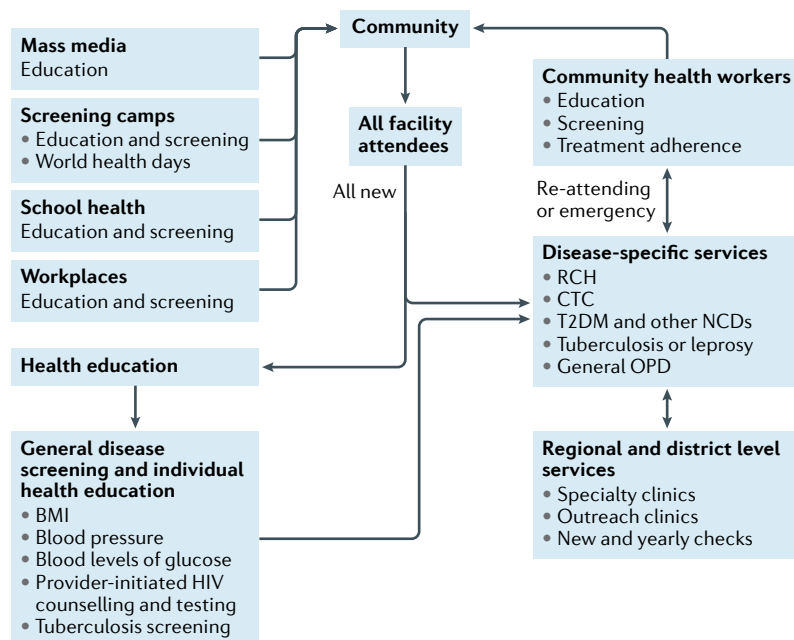 Mass media
Education
Screening camps
• Education and screening
• World health days
School health
Education and screening
Workplaces
Education and screening
Community
All facility
attendees
All new
Community health workers
• Education
• Screening
• Treatment adherence
Re-attending
or emergency
Disease-specific services
• RCH
• CTC
• T2DM and other NCDs
• Tuberculosis or leprosy
• General OPD
Health education
General disease
screening and individual
health education
• BMI
• Blood pressure
• Blood levels of glucose
• Provider-initiated HIV
counselling and testing
• Tuberculosis screening
Regional and district level
services
• Specialty clinics
• Outreach clinics
• New and yearly checks